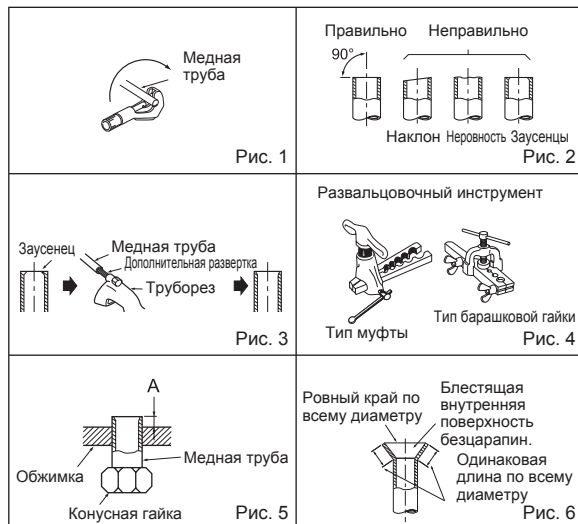 Медная
труба
Рис. 1
Правильно
Неправильно
90°
Наклон
Неровность
Заусенцы
Рис. 2
Заусенец
Медная труба
Дополнительная развертка
Труборез
Рис. 3
Развальцовочный инструмент
Тип муфты
Тип барашковой гайки
Рис. 4
A
Обжимка
Медная труба
Конусная гайка
Рис. 5
Ровный край по
всему диаметру
Блестящая
внутренняя
поверхность
безцарапин.
Одинаковая
длина по всему
диаметру
Рис. 6